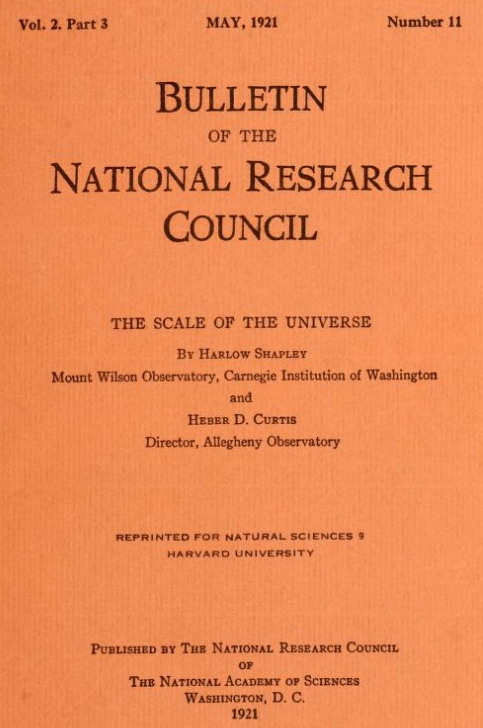 Vol. 2. Part 3 MAY, 1921 Number 11
BULLETIN
OF THE
NATIONAL RESEARCH
COUNCIL
THE SCALE OF THE UNIVERSE
BY HARLOW SHAPLEY
Mount Wilson Observatory, Carnegie Institution of Washington
and
HEBER D. CURTIS
Director, Allegheny Observatory
REPRINTED FOR NATURAL SCIENCES 9
HARVARD UNIVERSITY
PUBLISHED BY THE NATIONAL RESEARCH COUNCIL
OF
THE NATIONAL ACADEMY OF SCIENCES
WASHINGTON, D. C.
1921